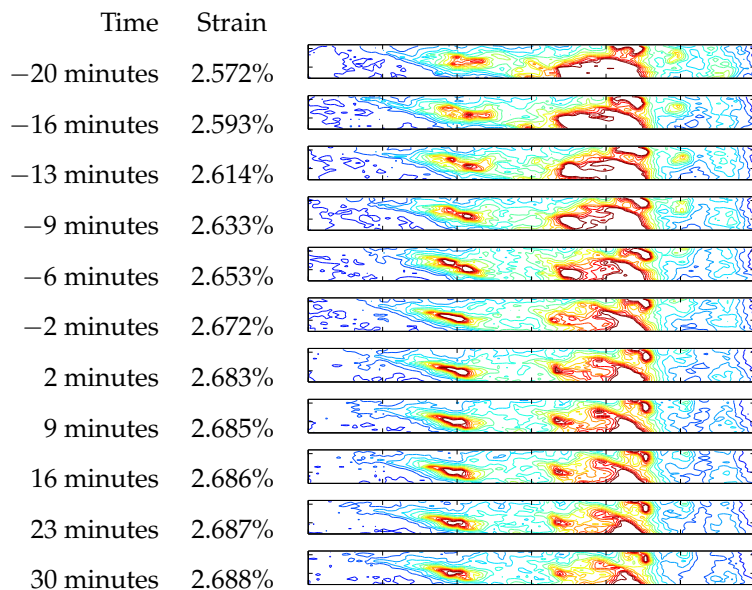 Time Strain
−20 minutes 2.572%
−16 minutes 2.593%
−13 minutes 2.614%
−9 minutes 2.633%
−6 minutes 2.653%
−2 minutes 2.672%
2 minutes 2.683%
9 minutes 2.685%
16 minutes 2.686%
23 minutes 2.687%
30 minutes 2.688%